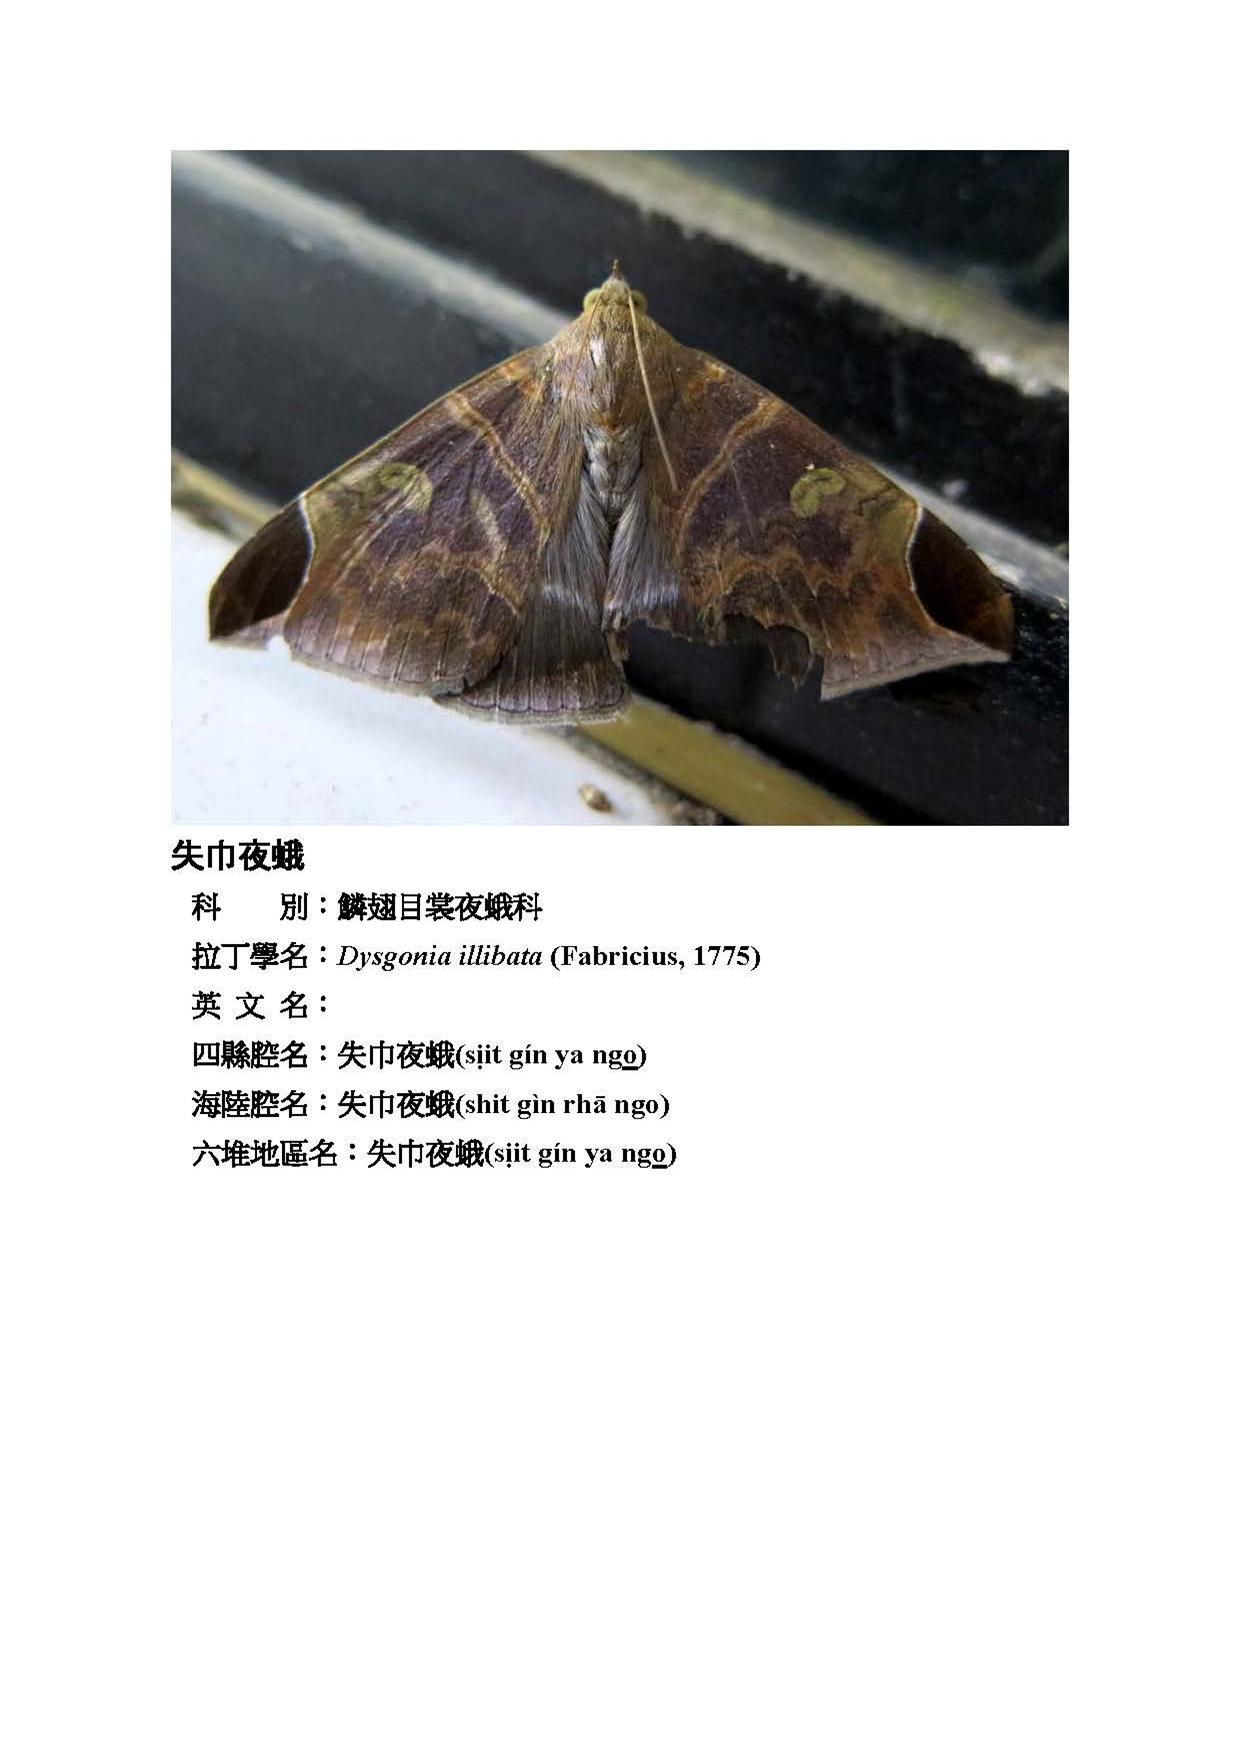 失巾夜蛾
科　　別：鱗翅目裳夜蛾科
拉丁學名：Dysgonia illibata (Fabricius, 1775)
英 文 名：
四縣腔名：失巾夜蛾(sṳit gín ya ngo̲)
海陸腔名：失巾夜蛾(shit gìn rhā ngo)
六堆地區名：失巾夜蛾(sṳit gín ya ngo̲)